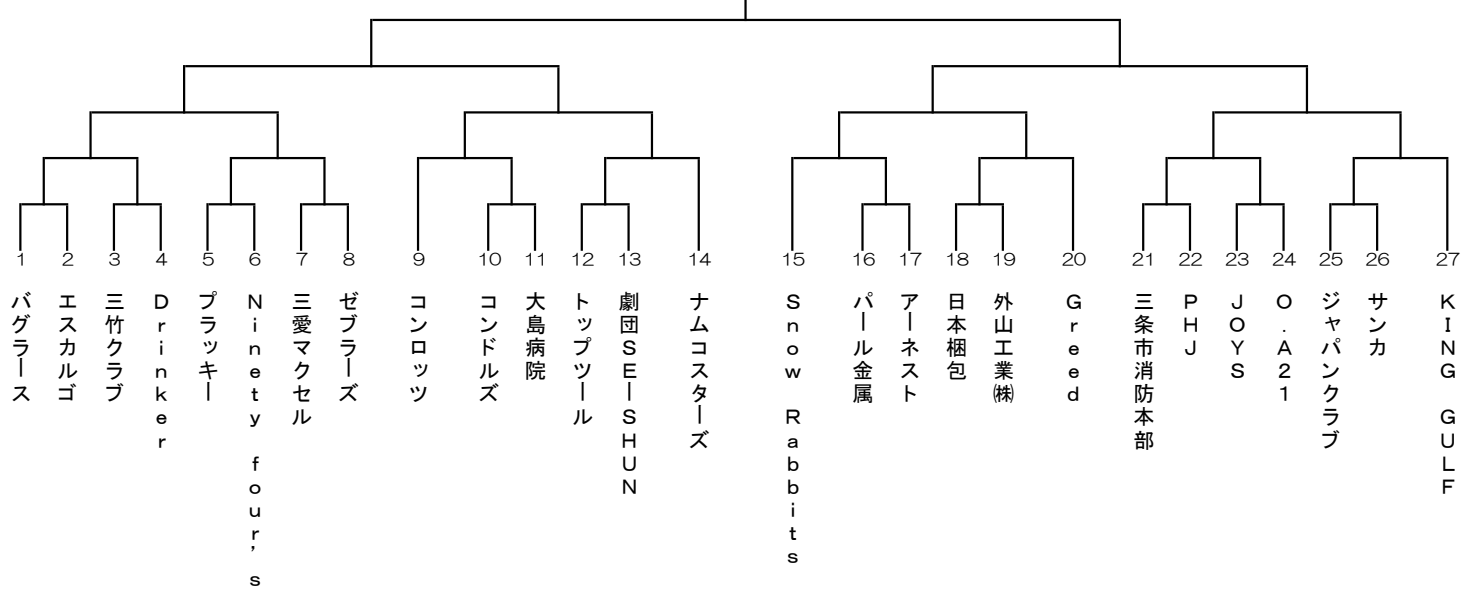 1 2 3 4 5 6 7 8 9 10 11 12 13 14 15 16 17 18 19 20 21 22 23 24 25 26 27
バグラース
エスカルゴ
三竹クラブ
Drinker
プラッキー
Ninety four's
三愛マクセル
ゼブラーズ
コンロッツ
コンドルズ
大島病院
トップツール
劇団SEISHUN
ナムコスターズ
Snow Rabbits
パール金属
アーネスト
日本梱包
外山工業㈱
Greed
三条市消防本部
PHJ
JOYS
O.A21
ジャパンクラブ
サンカ
KING GULF